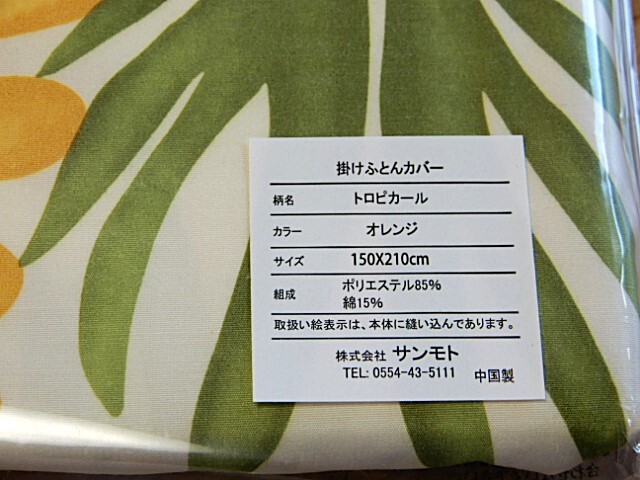 掛けふとんカバー
柄名 トロピカール
カラー オレンジ
サイズ 150X210cm
組成 ポリエステル85%
綿15%
取扱い絵表示は、本体に縫い込んであります。
株式会社 サンモト
TEL: 0554-43-5111 中国製